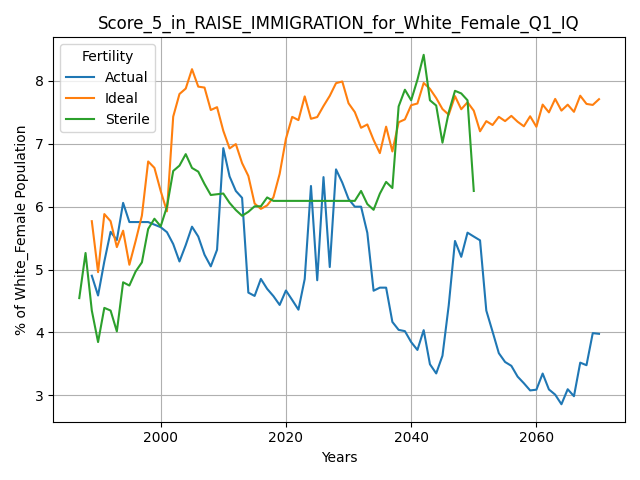 Score_5_in_RAISE_IMMIGRATION_for_White_Female_Q1_IQ
Fertility
Actual
Ideal
Sterile
% of White_Female Population
8
7
6
5
4
3
2000
2020
2040
2060
Years